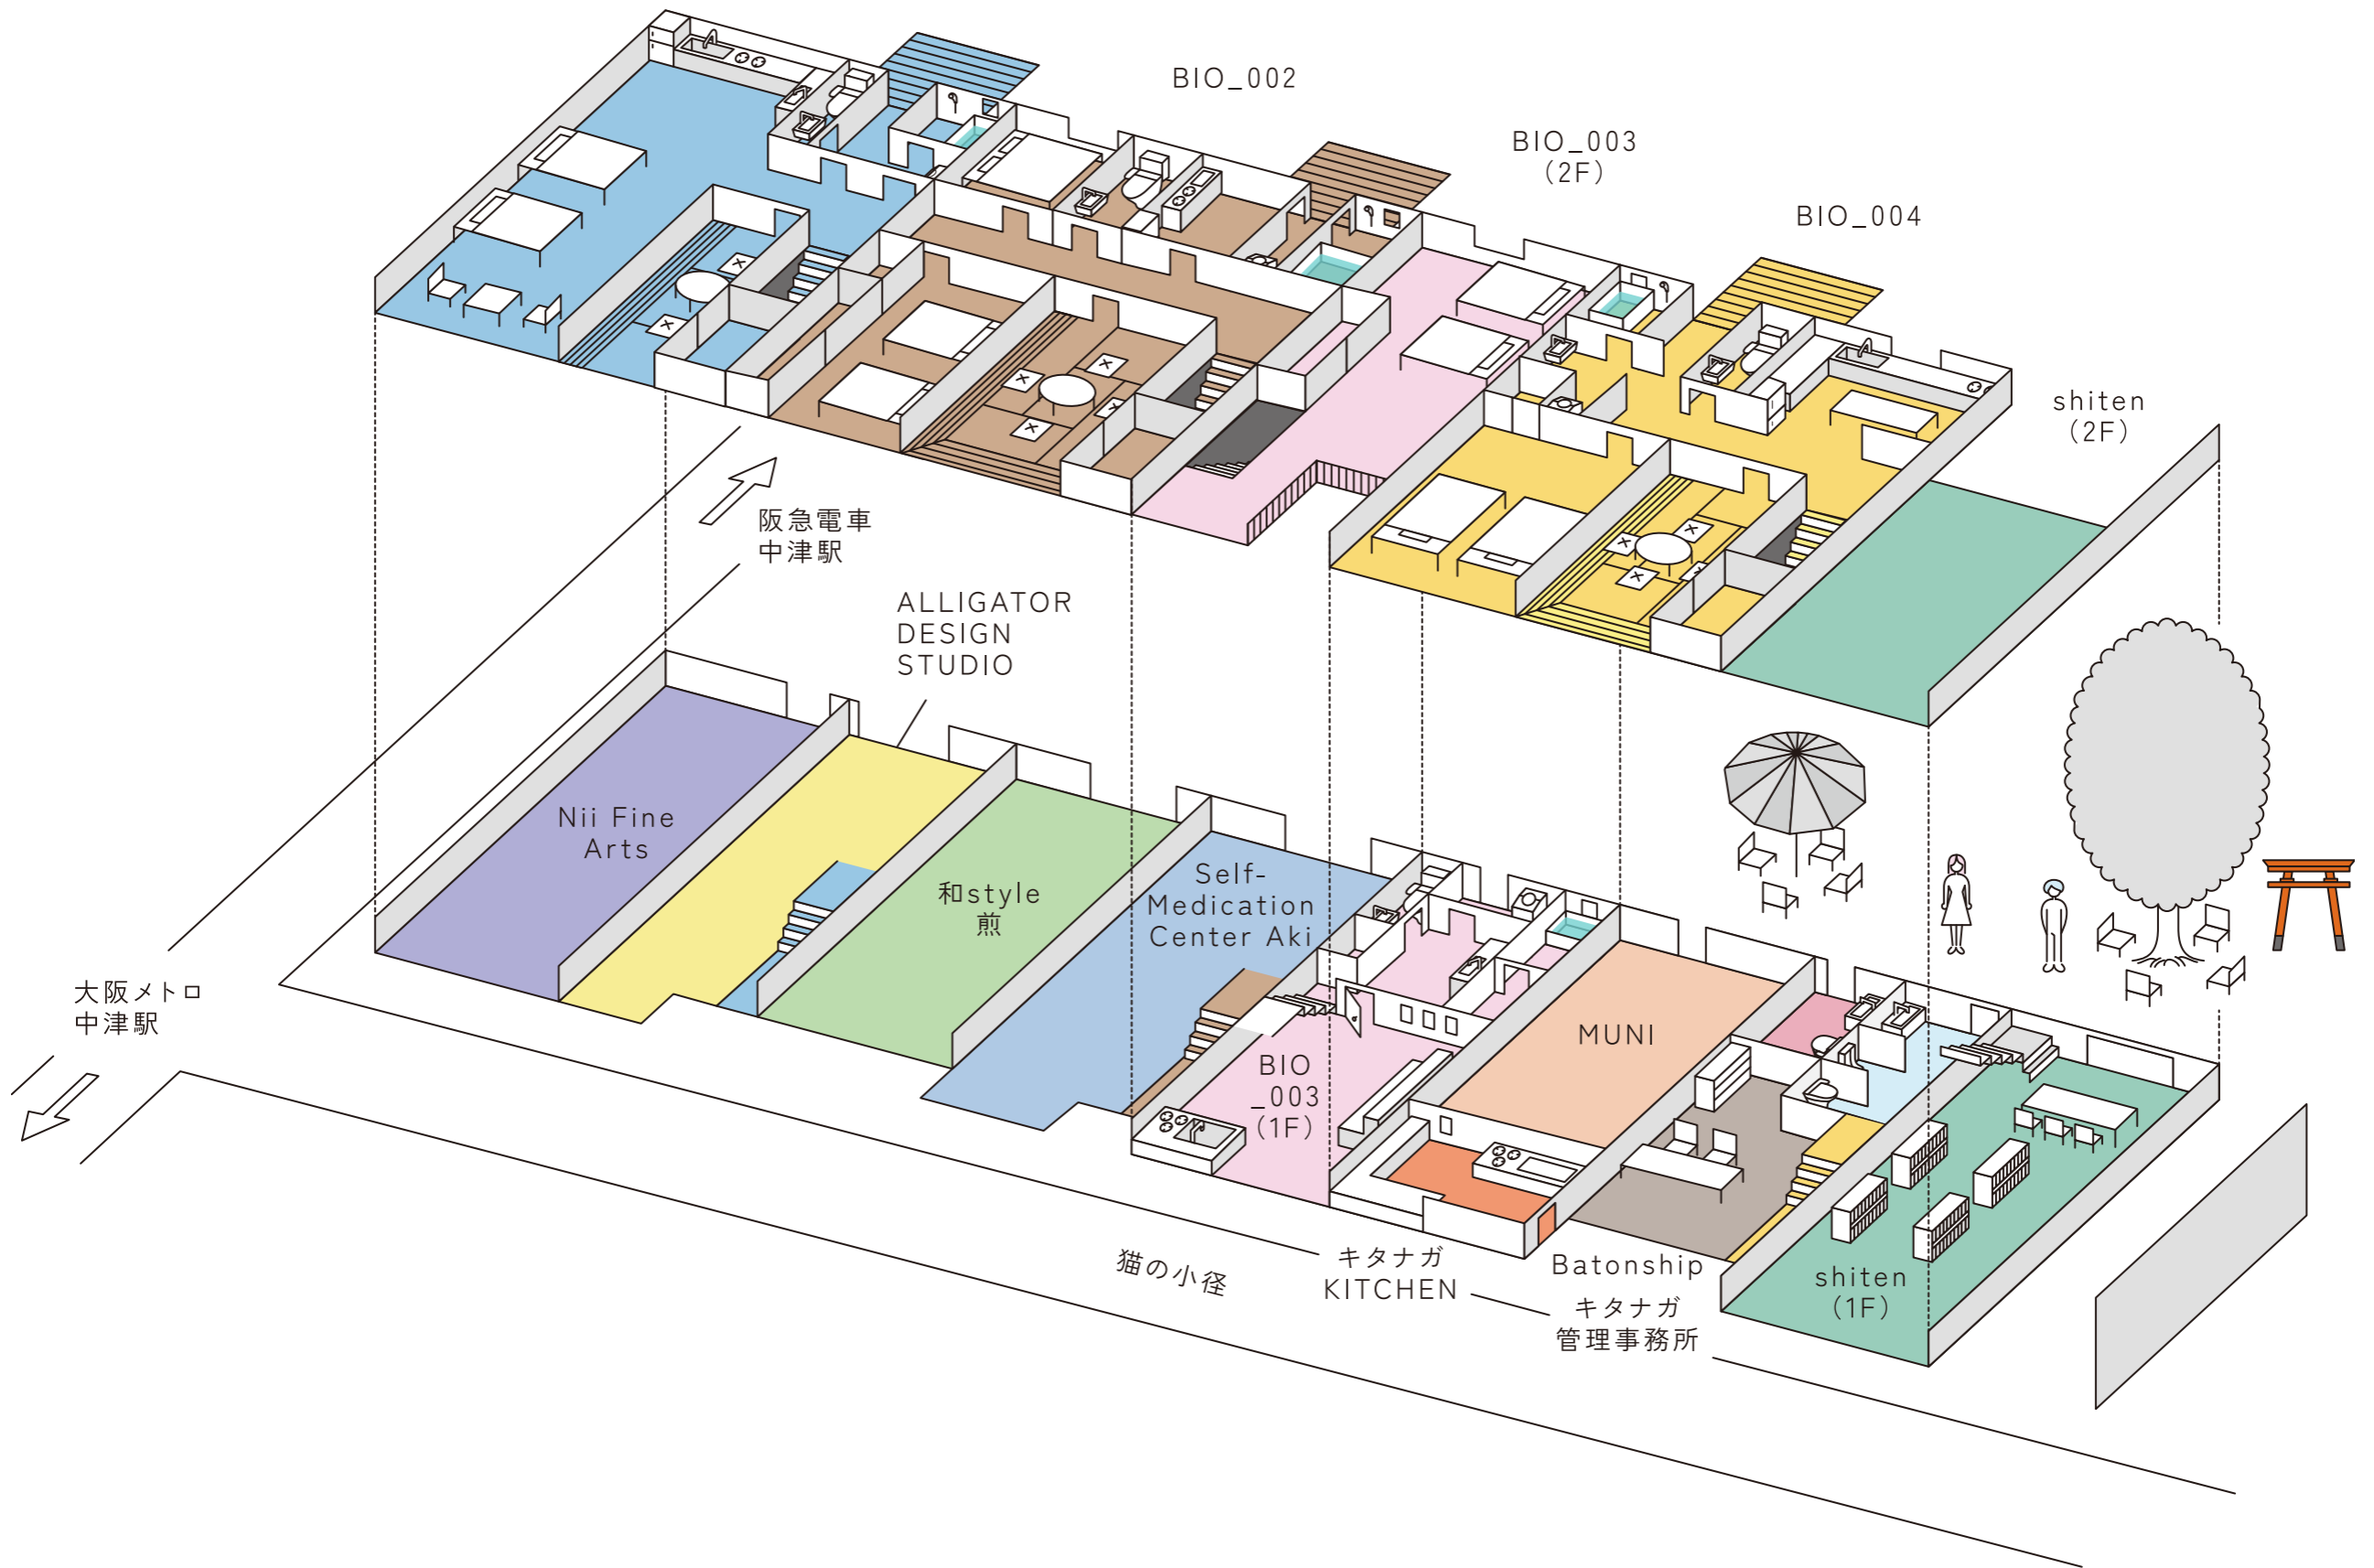 BIO_002
BIO_003
（2F）
BIO_004
shiten
（2F）
阪急電車
中津駅
ALLIGATOR
DESIGN
STUDIO
Nii Fine
Arts
和style
煎
Self-
Medication
Center Aki
大阪メトロ
中津駅
BIO
_003
（1F）
MUNI
猫の小径
キタナガ
KITCHEN
Batonship
キタナガ
管理事務所
shiten
（1F）